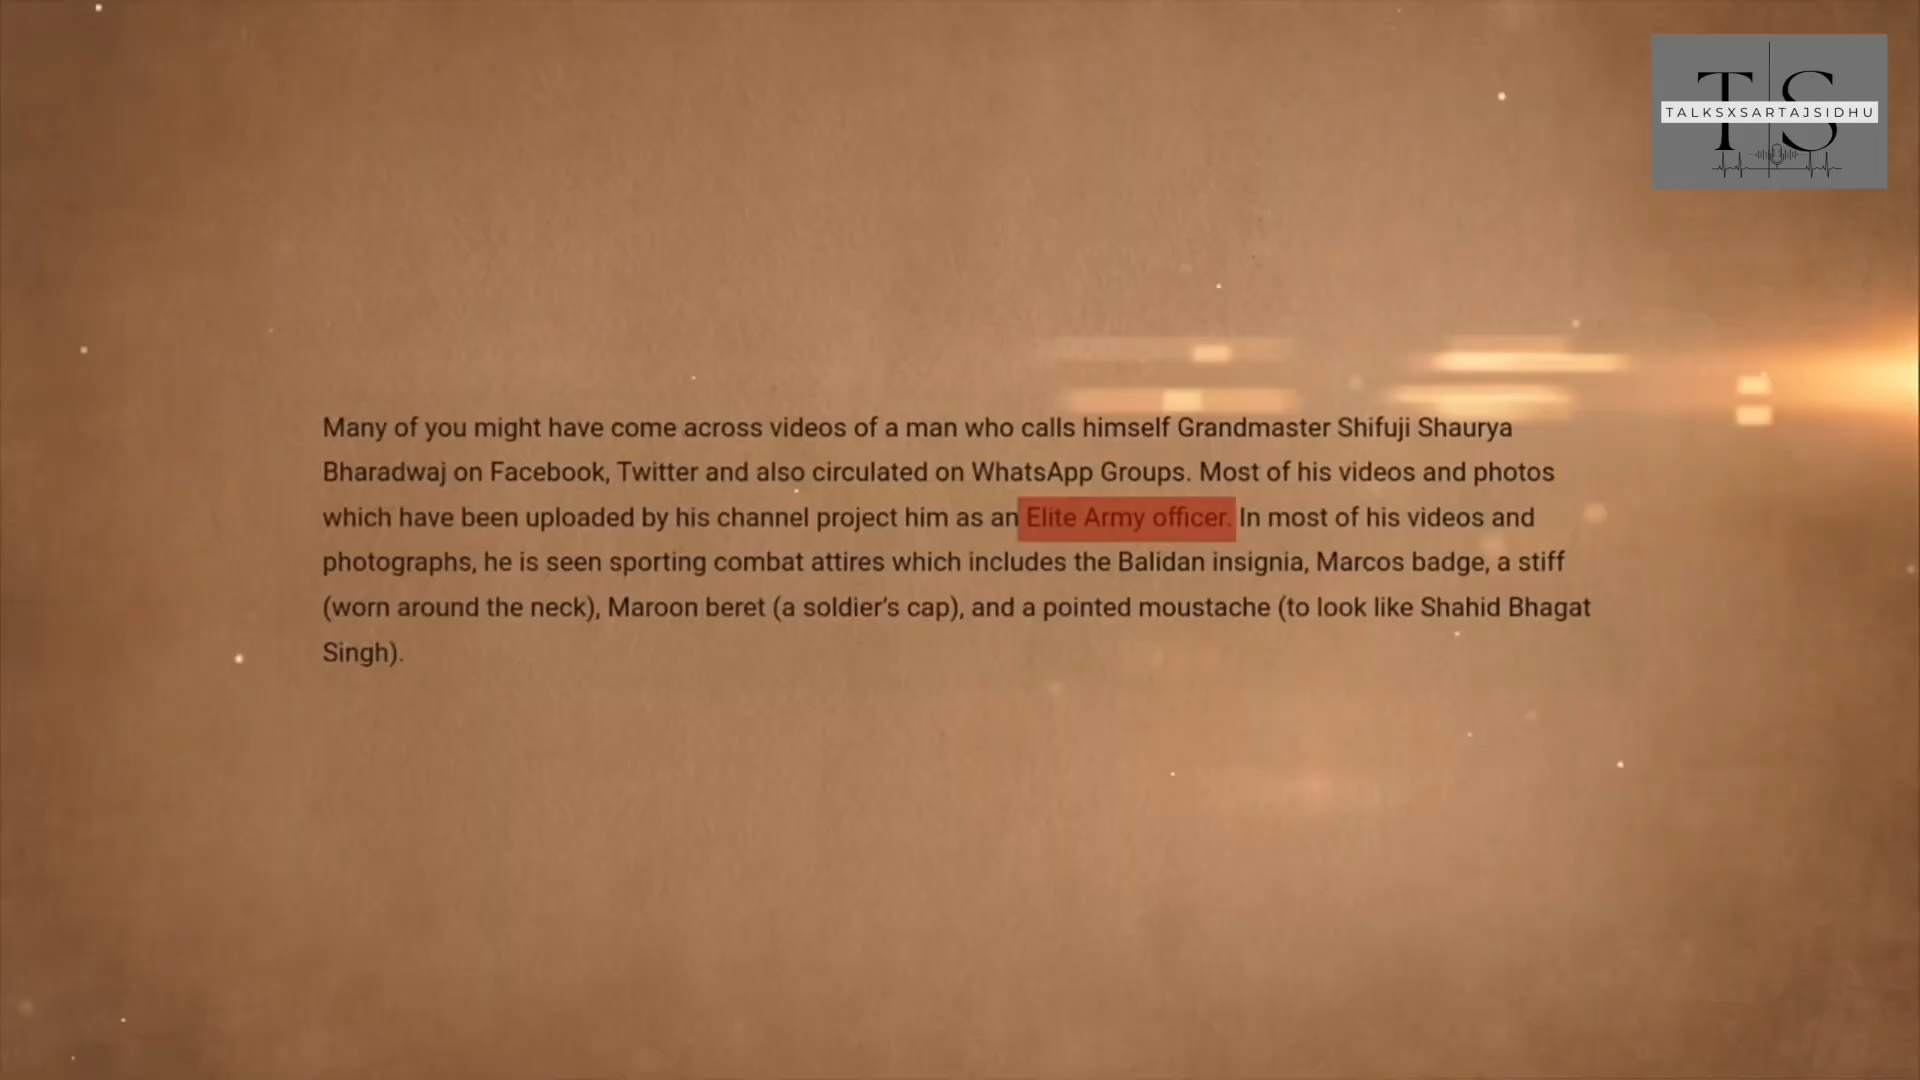 T S
TALKSXSARTAJSIDHU
Many of you might have come across videos of a man who calls himself Grandmaster Shifuji Shaurya
Bharadwaj on Facebook, Twitter and also circulated on WhatsApp Groups. Most of his videos and photos
which have been uploaded by his channel project him as an Elite Army officer. In most of his videos and
photographs, he is seen sporting combat attires which includes the Balidan insignia, Marcos badge, a stiff
(worn around the neck), Maroon beret (a soldier’s cap), and a pointed moustache (to look like Shahid Bhagat
Singh).